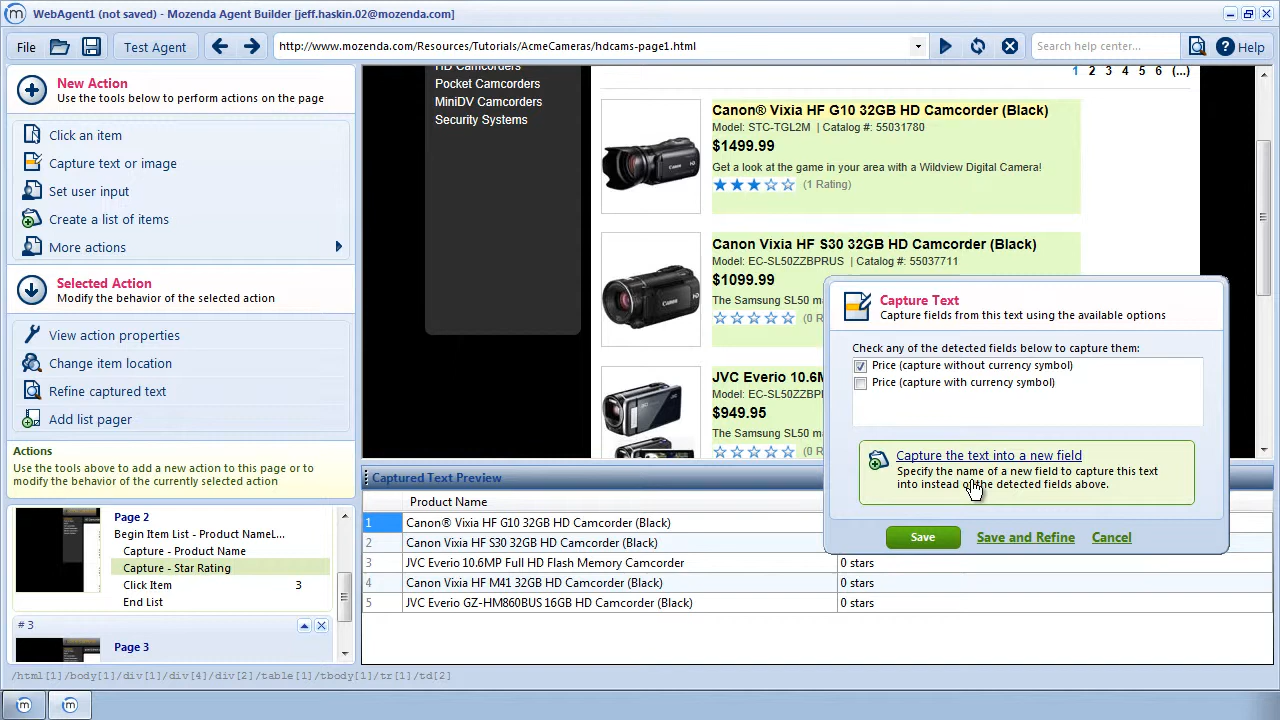 WebAgent1 (not saved) - Mozenda Agent Builder [jeff.haskin.02@mozenda.com]
File
Test Agent
http://www.mozenda.com/Resources/Tutorials/AcmeCameras/hdcams-page1.html
Search help center...
Help
New Action
Use the tools below to perform actions on the page
Click an item
Capture text or image
Set user input
Create a list of items
More actions
Selected Action
Modify the behavior of the selected action
View action properties
Change item location
Refine captured text
Add list pager
Actions
Use the tools above to add a new action to this page or to
modify the behavior of the currently selected action
Page 2
Begin Item List - Product NameL...
Capture - Product Name
Capture - Star Rating
Click Item 3
End List
# 3
Page 3
HD Camcorders
Pocket Camcorders
MiniDV Camcorders
Security Systems
1 2 3 4 5 6 (...)
Canon® Vixia HF G10 32GB HD Camcorder (Black)
Model: STC-TGL2M | Catalog #: 55031780
$1499.99
Get a look at the game in your area with a Wildview Digital Camera!
(1 Rating)
Canon Vixia HF S30 32GB HD Camcorder (Black)
Model: EC-SL50ZZBPRUS | Catalog #: 55037711
$1099.99
The Samsung SL50 m
(0 R
JVC Everio 10.6M
Model: EC-SL50ZZBP
$949.95
The Samsung SL50 m
(0 R
Capture Text
Capture fields from this text using the available options
Check any of the detected fields below to capture them:
Price (capture without currency symbol)
Price (capture with currency symbol)
Capture the text into a new field
Specify the name of a new field to capture this text
into instead of the detected fields above.
Save
Save and Refine
Cancel
Captured Text Preview
Product Name
1 Canon® Vixia HF G10 32GB HD Camcorder (Black)
2 Canon Vixia HF S30 32GB HD Camcorder (Black)
3 JVC Everio 10.6MP Full HD Flash Memory Camcorder 0 stars
4 Canon Vixia HF M41 32GB HD Camcorder (Black) 0 stars
5 JVC Everio GZ-HM860BUS 16GB HD Camcorder (Black) 0 stars
/html[1]/body[1]/div[1]/div[4]/div[2]/table[1]/tbody[1]/tr[1]/td[2]